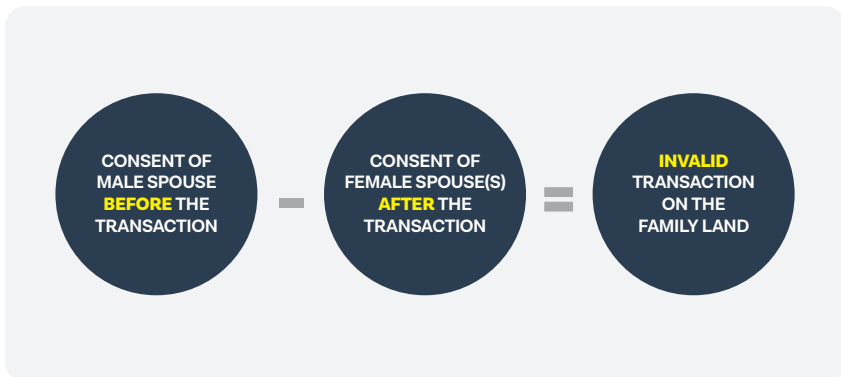 CONSENT OF
MALE SPOUSE
BEFORE THE
TRANSACTION
-
CONSENT OF
FEMALE SPOUSE(S)
AFTER THE
TRANSACTION
=
INVALID
TRANSACTION
ON THE
FAMILY LAND